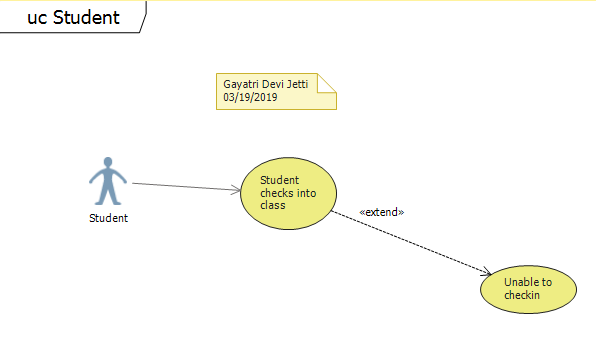 uc Student
Gayatri Devi Jetti
03/19/2019
Student
checks into
class
Student
«extend»
Unable to
checkin